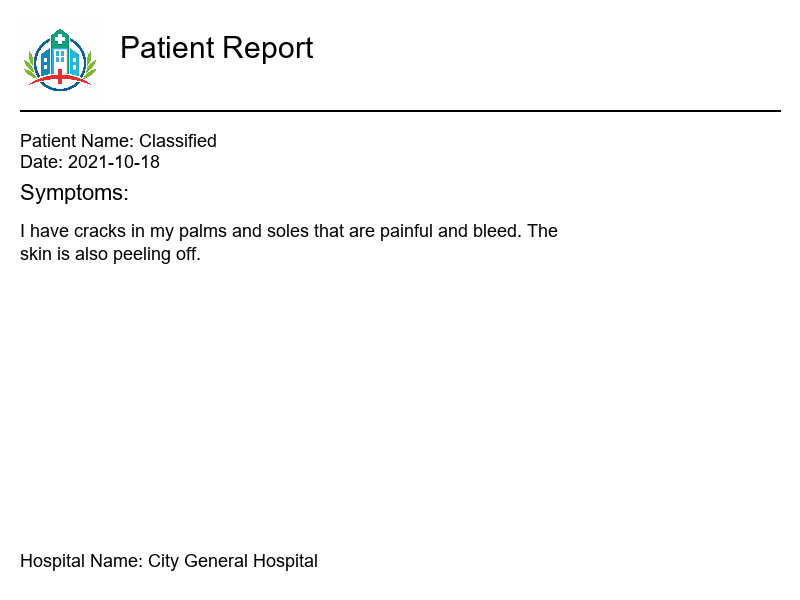 Patient Report
Patient Name: Classified
Date: 2021-10-18
Symptoms:
I have cracks in my palms and soles that are painful and bleed. The
skin is also peeling off.
Hospital Name: City General Hospital